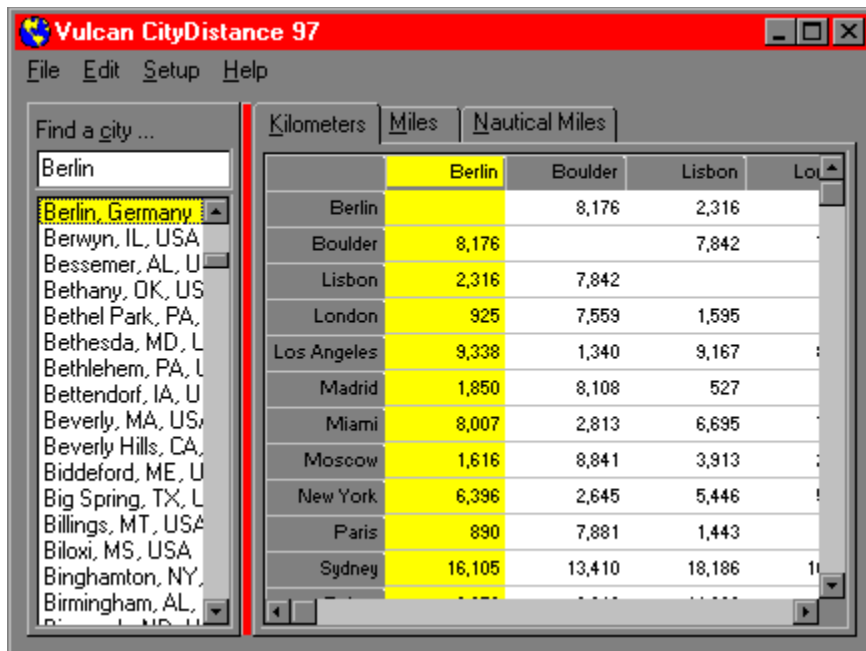 Vulcan CityDistance 97
File Edit Setup Help
Find a city ...
Berlin
Berlin, Germany
Berwyn, IL, USA
Bessemer, AL, U
Bethany, OK, US
Bethel Park, PA,
Bethesda, MD, U
Bethlehem, PA, U
Bettendorf, IA, U
Beverly, MA, USA
Beverly Hills, CA,
Biddeford, ME, U
Big Spring, TX, U
Billings, MT, USA
Biloxi, MS, USA
Binghamton, NY,
Birmingham, AL,
Kilometers Miles Nautical Miles
Berlin Boulder Lisbon
Berlin 8,176 2,316
Boulder 8,176 7,842
Lisbon 2,316 7,842
London 925 7,559 1,595
Los Angeles 9,338 1,340 9,167
Madrid 1,850 8,108 527
Miami 8,007 2,813 6,695
Moscow 1,616 8,841 3,913
New York 6,396 2,645 5,446
Paris 890 7,881 1,443
Sydney 16,105 13,410 18,186